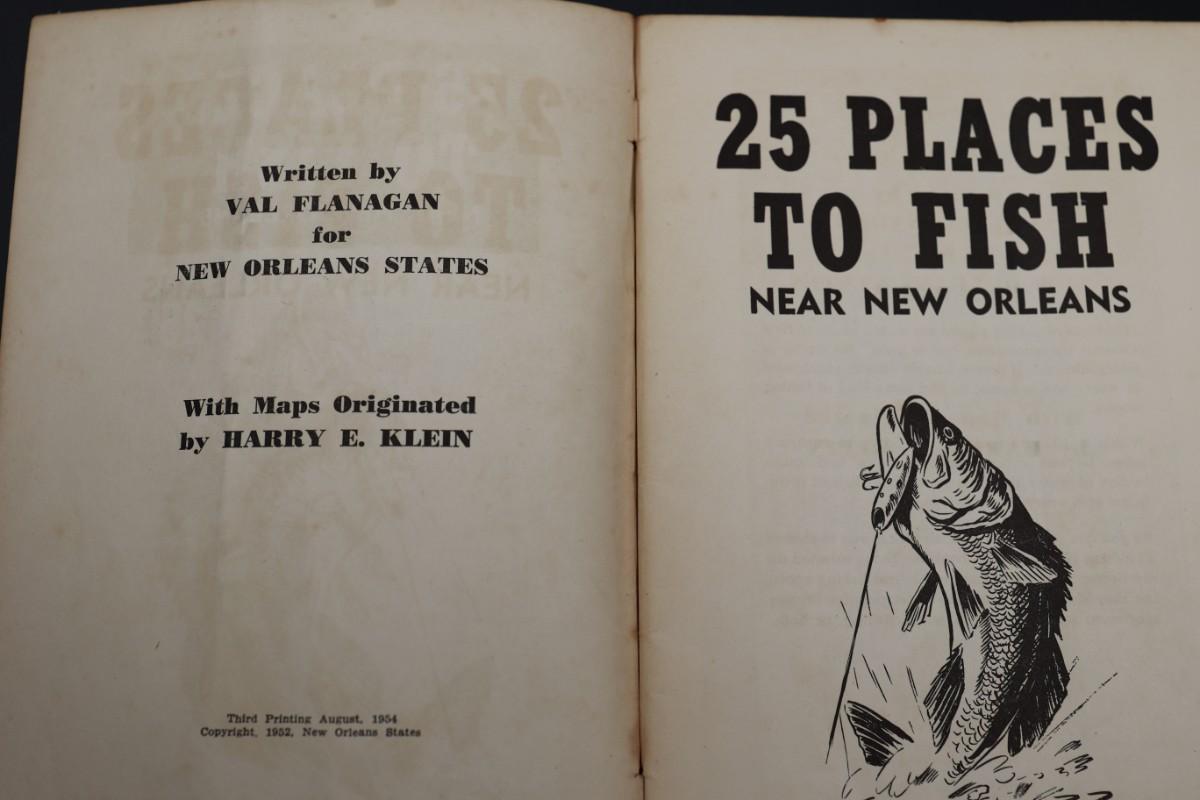 Written by
VAL FLANAGAN
for
NEW ORLEANS STATES
With Maps Originated
by HARRY E. KLEIN
Third Printing August, 1954
Copyright, 1952, New Orleans States
25 PLACES
TO FISH
NEAR NEW ORLEANS